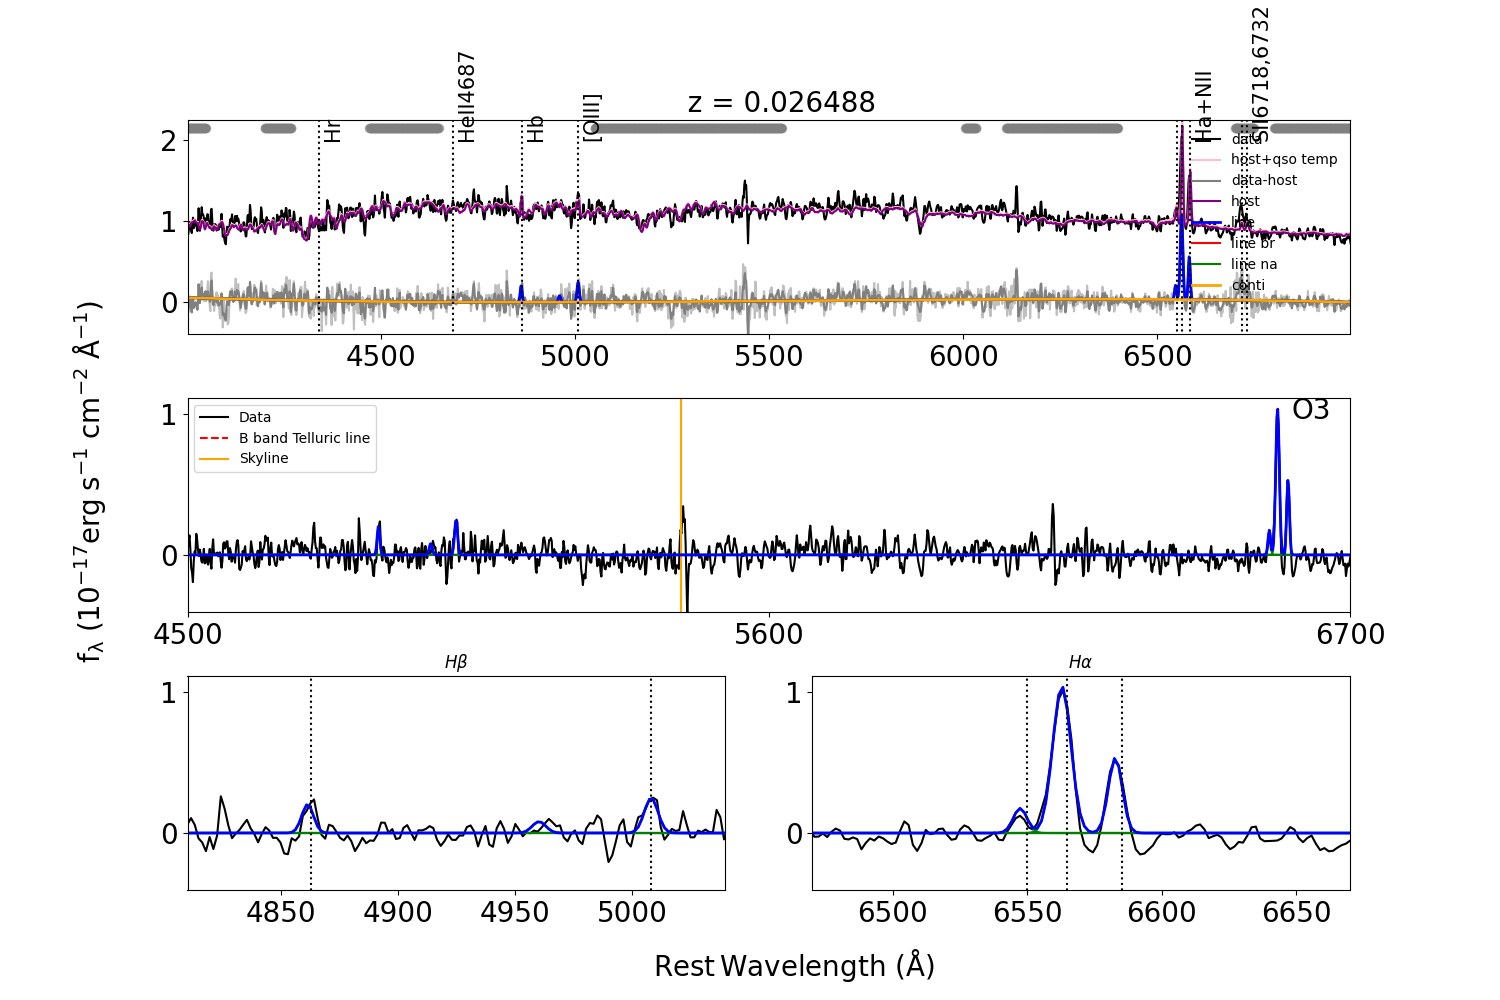 z = 0.026488
Hr
HeII4687
Hb
[OIII]
Ha+NII
SII6718,6732
data
host+qso temp
data-host
host
line
line br
line na
conti
2
1
0
4500
5000
5500
6000
6500
Data
B band Telluric line
Skyline
O3
1
0
4500
5600
6700
Hβ
1
0
4850
4900
4950
5000
Hα
1
0
6500
6550
6600
6650
fλ (10⁻¹⁷erg s⁻¹ cm⁻² Å⁻¹)
Rest Wavelength (Å)